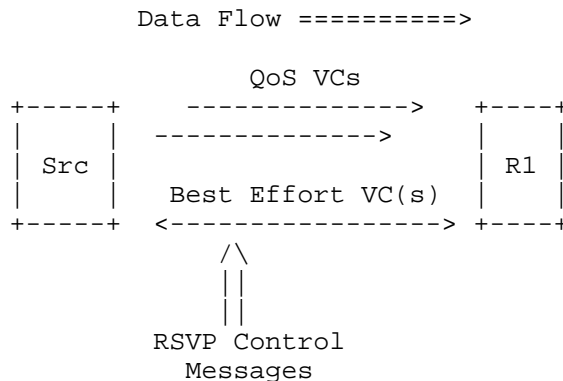 Data Flow ==========>
QoS VCs
+-----+ --------------> +-----+
| | --------------> | |
| Src | | R1 |
| | Best Effort VC(s) | |
+-----+ <-----------------> +-----+
/\
||
||
RSVP Control
Messages